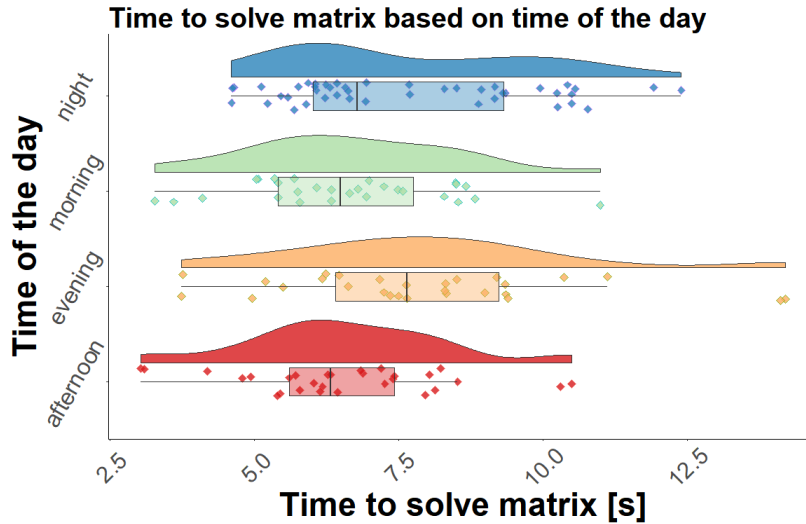 Time to solve matrix based on time of the day
Time of the day
night
morning
evening
afternoon
2.5
5.0
7.5
10.0
12.5
Time to solve matrix [s]